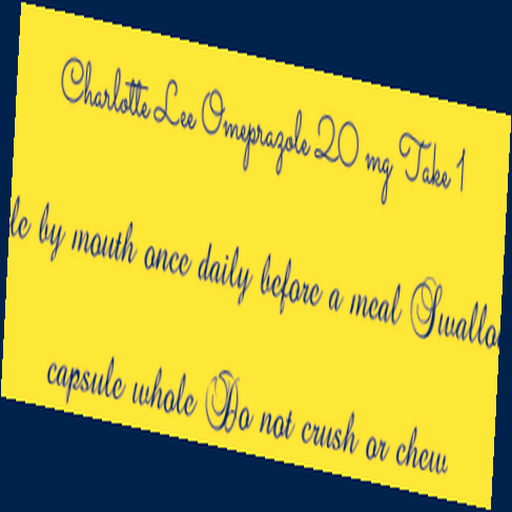 Charlotte Lee Omeprazole 20 mg Take 1
by mouth once daily before a meal
capsule whole Do not crush or chew